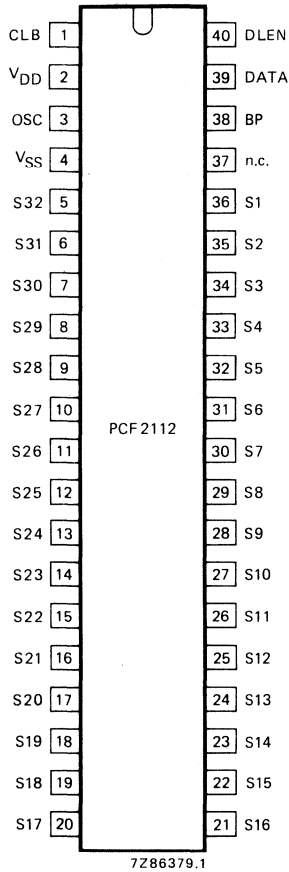 CLB 1 40 DLEN
VDD 2 39 DATA
OSC 3 38 BP
VSS 4 37 n.c.
S32 5 36 S1
S31 6 35 S2
S30 7 34 S3
S29 8 33 S4
S28 9 32 S5
S27 10 31 S6
PCF2112
S26 11 30 S7
S25 12 29 S8
S24 13 28 S9
S23 14 27 S10
S22 15 26 S11
S21 16 25 S12
S20 17 24 S13
S19 18 23 S14
S18 19 22 S15
S17 20 21 S16
7Z86379.1